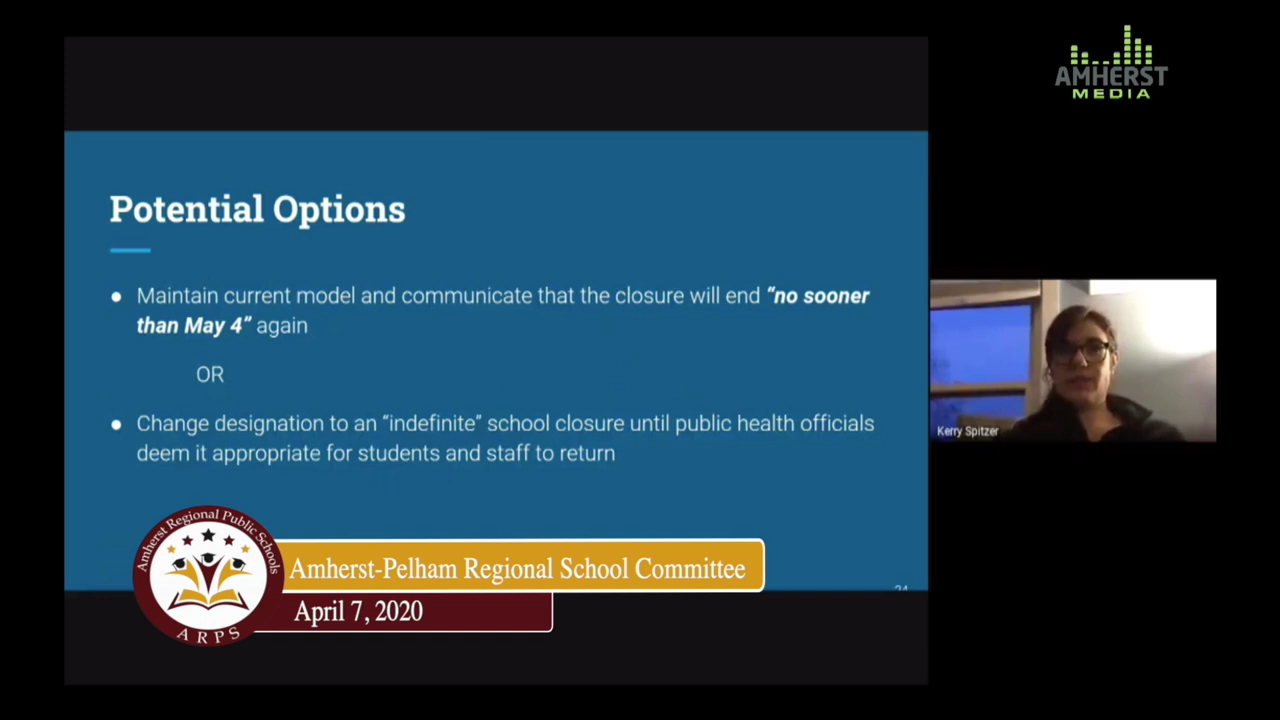 AMHERST
MEDIA
Potential Options
● Maintain current model and communicate that the closure will end “no sooner
than May 4” again
OR
● Change designation to an “indefinite” school closure until public health officials
deem it appropriate for students and staff to return
Kerry Spitzer
Amherst Regional Public Schools
ARPS
Amherst-Pelham Regional School Committee
April 7, 2020